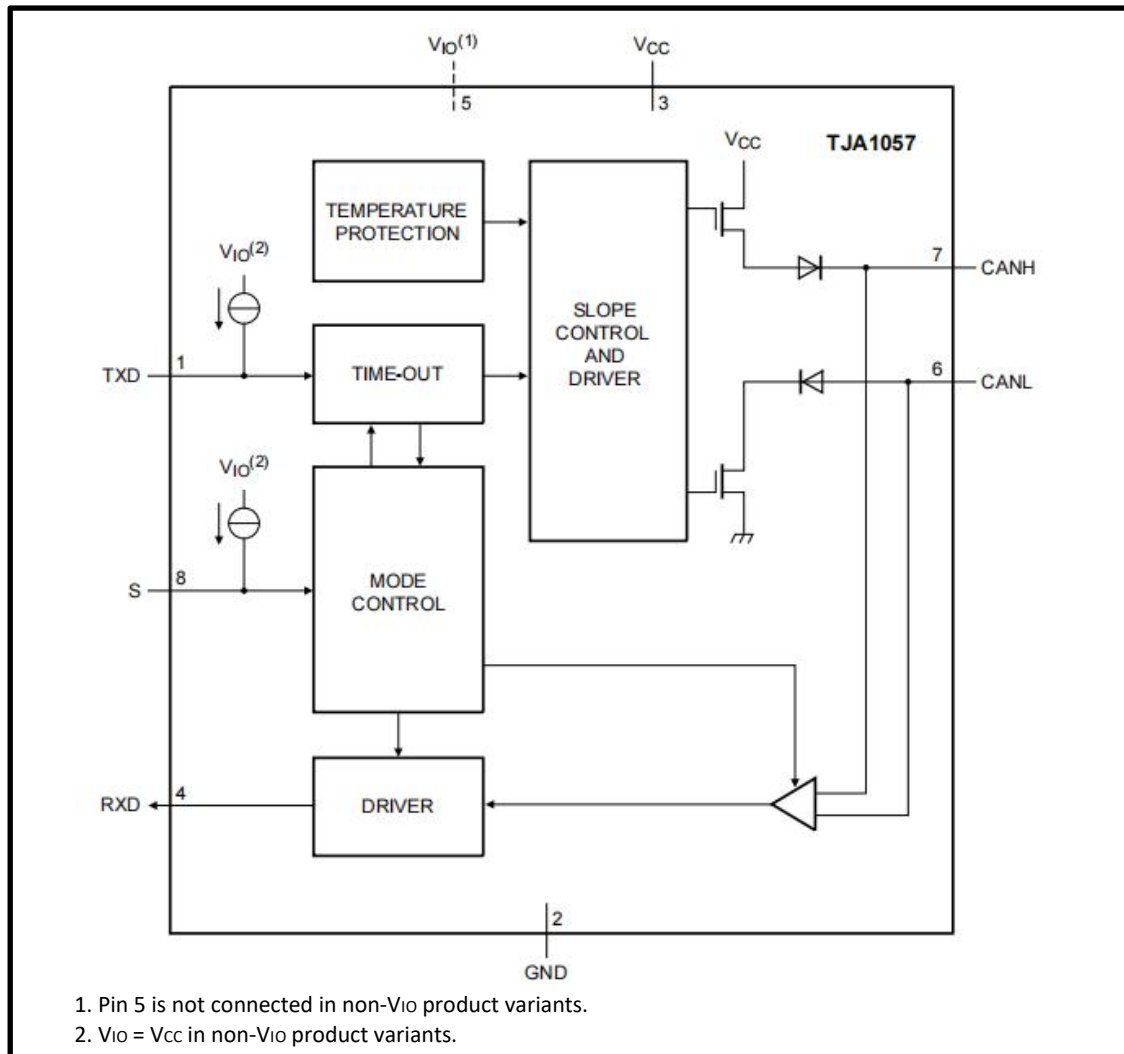 VIO(1)
VCC
5
3
VCC
TJA1057
TEMPERATURE
PROTECTION
VIO(2)
7
CANH
SLOPE
CONTROL
AND
DRIVER
TXD
1
TIME-OUT
6
CANL
VIO(2)
S
8
MODE
CONTROL
RXD
4
DRIVER
2
GND
1. Pin 5 is not connected in non-VIO product variants.
2. VIO = VCC in non-VIO product variants.